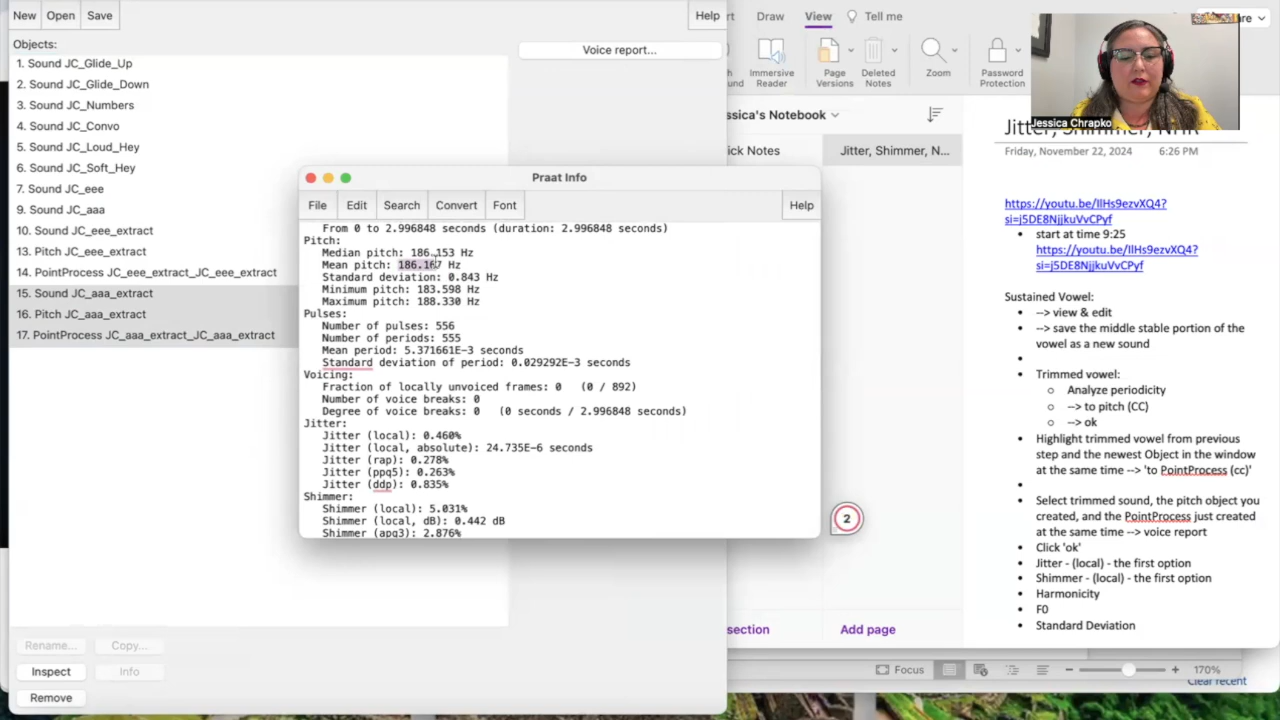 New Open Save Help
Objects:
1. Sound JC_Glide_Up
2. Sound JC_Glide_Down
3. Sound JC_Numbers
4. Sound JC_Convo
5. Sound JC_Loud_Hey
6. Sound JC_Soft_Hey
7. Sound JC_eee
9. Sound JC_aaa
10. Sound JC_eee_extract
13. Pitch JC_eee_extract
14. PointProcess JC_eee_extract_JC_eee_extract
15. Sound JC_aaa_extract
16. Pitch JC_aaa_extract
17. PointProcess JC_aaa_extract_JC_aaa_extract
Voice report...
Rename... Copy...
Inspect Info
Remove
Praat Info
File Edit Search Convert Font Help
From 0 to 2.996848 seconds (duration: 2.996848 seconds)
Pitch:
Median pitch: 186.153 Hz
Mean pitch: 186.167 Hz
Standard deviation: 0.843 Hz
Minimum pitch: 183.598 Hz
Maximum pitch: 188.330 Hz
Pulses:
Number of pulses: 556
Number of periods: 555
Mean period: 5.371661E-3 seconds
Standard deviation of period: 0.029292E-3 seconds
Voicing:
Fraction of locally unvoiced frames: 0 (0 / 892)
Number of voice breaks: 0
Degree of voice breaks: 0 (0 seconds / 2.996848 seconds)
Jitter:
Jitter (local): 0.460%
Jitter (local, absolute): 24.735E-6 seconds
Jitter (rap): 0.278%
Jitter (ppq5): 0.263%
Jitter (ddp): 0.835%
Shimmer:
Shimmer (local): 5.031%
Shimmer (local, dB): 0.442 dB
Shimmer (apq3): 2.876%
2
rt Draw View Tell me
Immersive
Reader
Page
Versions
Deleted
Notes
Zoom
Password
Protection
are
Jessica Chrapko
ssica's Notebook
ick Notes
Jitter, Shimmer, N...
section
Add page
Jitter, Shimmer, NHR
Friday, November 22, 2024 6:26 PM
https://youtu.be/IlHs9ezvXQ4?
si=j5DE8NjjkuVvCPyf
• start at time 9:25
https://youtu.be/IlHs9ezvXQ4?
si=j5DE8NjjkuVvCPyf
Sustained Vowel:
• --> view & edit
• --> save the middle stable portion of the
vowel as a new sound
•
• Trimmed vowel:
o Analyze periodicity
o --> to pitch (CC)
o --> ok
• Highlight trimmed vowel from previous
step and the newest Object in the window
at the same time --> 'to PointProcess (cc)'
•
• Select trimmed sound, the pitch object you
created, and the PointProcess just created
at the same time --> voice report
• Click 'ok'
• Jitter - (local) - the first option
• Shimmer - (local) - the first option
• Harmonicity
• F0
• Standard Deviation
Focus 170%
Clear recent